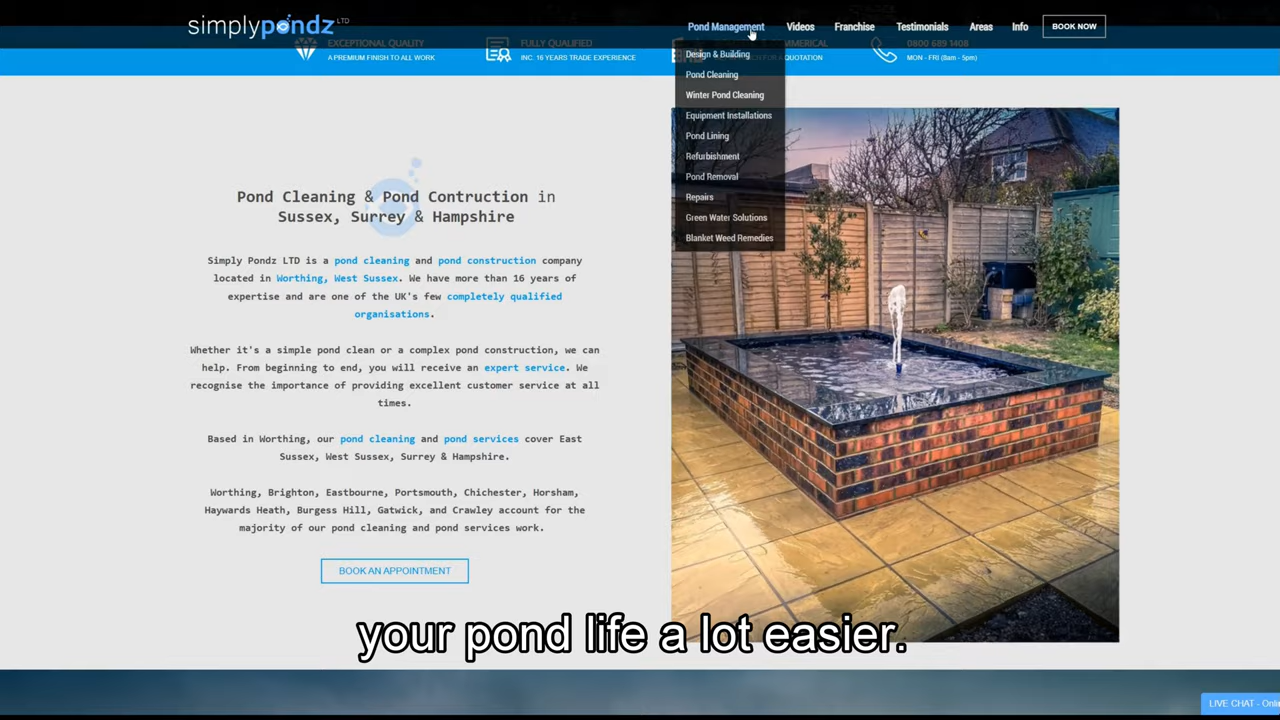 simplypondz LTD
Pond Management
Videos
Franchise
Testimonials
Areas
Info
BOOK NOW
EXCEPTIONAL QUALITY
A PREMIUM FINISH TO ALL WORK
FULLY QUALIFIED
INC. 16 YEARS TRADE EXPERIENCE
0800 689 1408
MON - FRI (8am - 5pm)
Design & Building
Pond Cleaning
Winter Pond Cleaning
Equipment Installations
Pond Lining
Refurbishment
Pond Removal
Repairs
Green Water Solutions
Blanket Weed Remedies
Pond Cleaning & Pond Contruction in
Sussex, Surrey & Hampshire
Simply Pondz LTD is a pond cleaning and pond construction company
located in Worthing, West Sussex. We have more than 16 years of
expertise and are one of the UK's few completely qualified
organisations.
Whether it's a simple pond clean or a complex pond construction, we can
help. From beginning to end, you will receive an expert service. We
recognise the importance of providing excellent customer service at all
times.
Based in Worthing, our pond cleaning and pond services cover East
Sussex, West Sussex, Surrey & Hampshire.
Worthing, Brighton, Eastbourne, Portsmouth, Chichester, Horsham,
Haywards Heath, Burgess Hill, Gatwick, and Crawley account for the
majority of our pond cleaning and pond services work.
BOOK AN APPOINTMENT
your pond life a lot easier.
LIVE CHAT - Onli